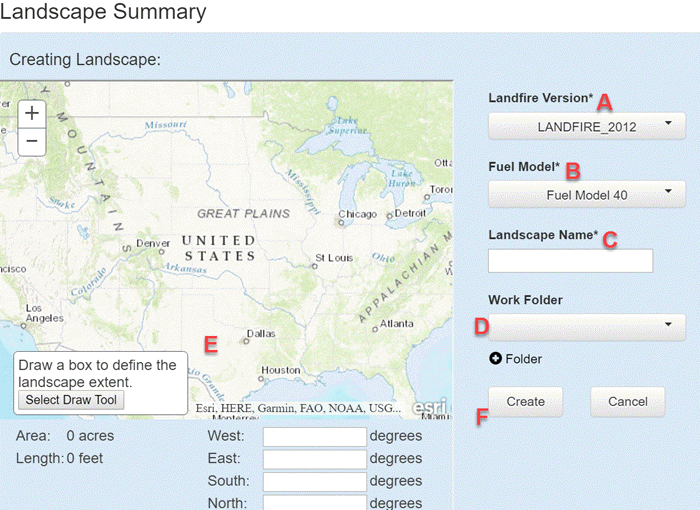 Landscape Summary
Creating Landscape:
Landfire Version* A
LANDFIRE_2012
Fuel Model* B
Fuel Model 40
Landscape Name* C
Work Folder
D
Folder
F
Create Cancel
+
−
Missouri
Lake
Superior
MOUNTAINS
Snake
Mississippi
Lake
Huron
Otta
Toron
GREAT PLAINS
Chicago
Detroit
Denver
UNITED
STATES
St Louis
Ohio
ncisco
Colorado
Arkansas
APPALACHIAN M
Los
Angeles
Atlanta
E
Dallas
Houston
Rio Grande
Monterrey
Miam
Draw a box to define the
landscape extent.
Select Draw Tool
Esri, HERE, Garmin, FAO, NOAA, USG...
esri
Area: 0 acres
Length: 0 feet
West: degrees
East: degrees
South: degrees
North: degrees